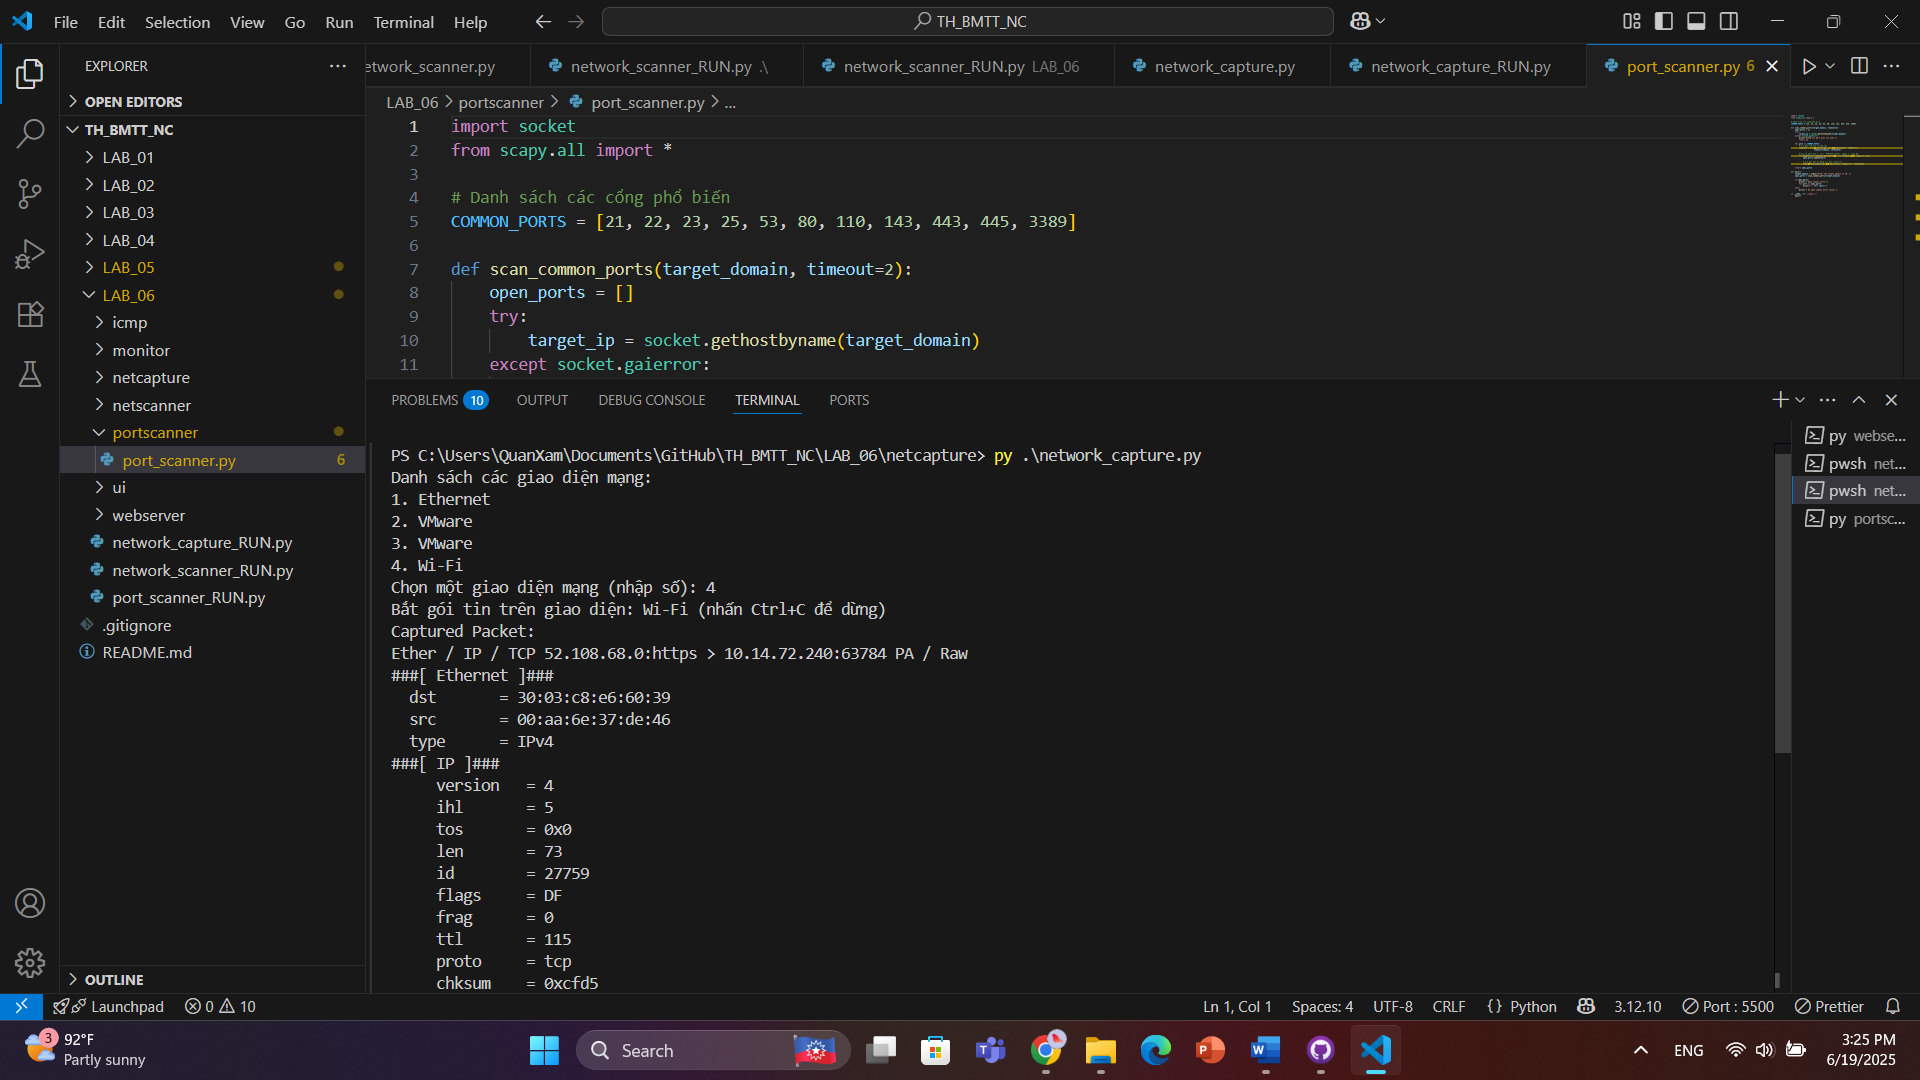 File Edit Selection View Go Run Terminal Help
TH_BMTT_NC
EXPLORER
OPEN EDITORS
TH_BMTT_NC
LAB_01
LAB_02
LAB_03
LAB_04
LAB_05
LAB_06
icmp
monitor
netcapture
netscanner
portscanner
port_scanner.py 6
ui
webserver
network_capture_RUN.py
network_scanner_RUN.py
port_scanner_RUN.py
.gitignore
README.md
OUTLINE
etwork_scanner.py
network_scanner_RUN.py .\
network_scanner_RUN.py LAB_06
network_capture.py
network_capture_RUN.py
port_scanner.py 6
LAB_06 > portscanner > port_scanner.py > ...
1 import socket
2 from scapy.all import *
3
4 # Danh sách các cổng phổ biến
5 COMMON_PORTS = [21, 22, 23, 25, 53, 80, 110, 143, 443, 445, 3389]
6
7 def scan_common_ports(target_domain, timeout=2):
8 open_ports = []
9 try:
10 target_ip = socket.gethostbyname(target_domain)
11 except socket.gaierror:
PROBLEMS 10 OUTPUT DEBUG CONSOLE TERMINAL PORTS
PS C:\Users\QuanXam\Documents\GitHub\TH_BMTT_NC\LAB_06\netcapture> py .\network_capture.py
Danh sách các giao diện mạng:
1. Ethernet
2. VMware
3. VMware
4. Wi-Fi
Chọn một giao diện mạng (nhập số): 4
Bắt gói tin trên giao diện: Wi-Fi (nhấn Ctrl+C để dừng)
Captured Packet:
Ether / IP / TCP 52.108.68.0:https > 10.14.72.240:63784 PA / Raw
###[ Ethernet ]###
dst = 30:03:c8:e6:60:39
src = 00:aa:6e:37:de:46
type = IPv4
###[ IP ]###
version = 4
ihl = 5
tos = 0x0
len = 73
id = 27759
flags = DF
frag = 0
ttl = 115
proto = tcp
chksum = 0xcfd5
py webse...
pwsh net...
pwsh net...
py portsc...
Launchpad 0 10
Ln 1, Col 1 Spaces: 4 UTF-8 CRLF {} Python 3.12.10 Port : 5500 Prettier
3
92°F
Partly sunny
Search
ENG
3:25 PM
6/19/2025